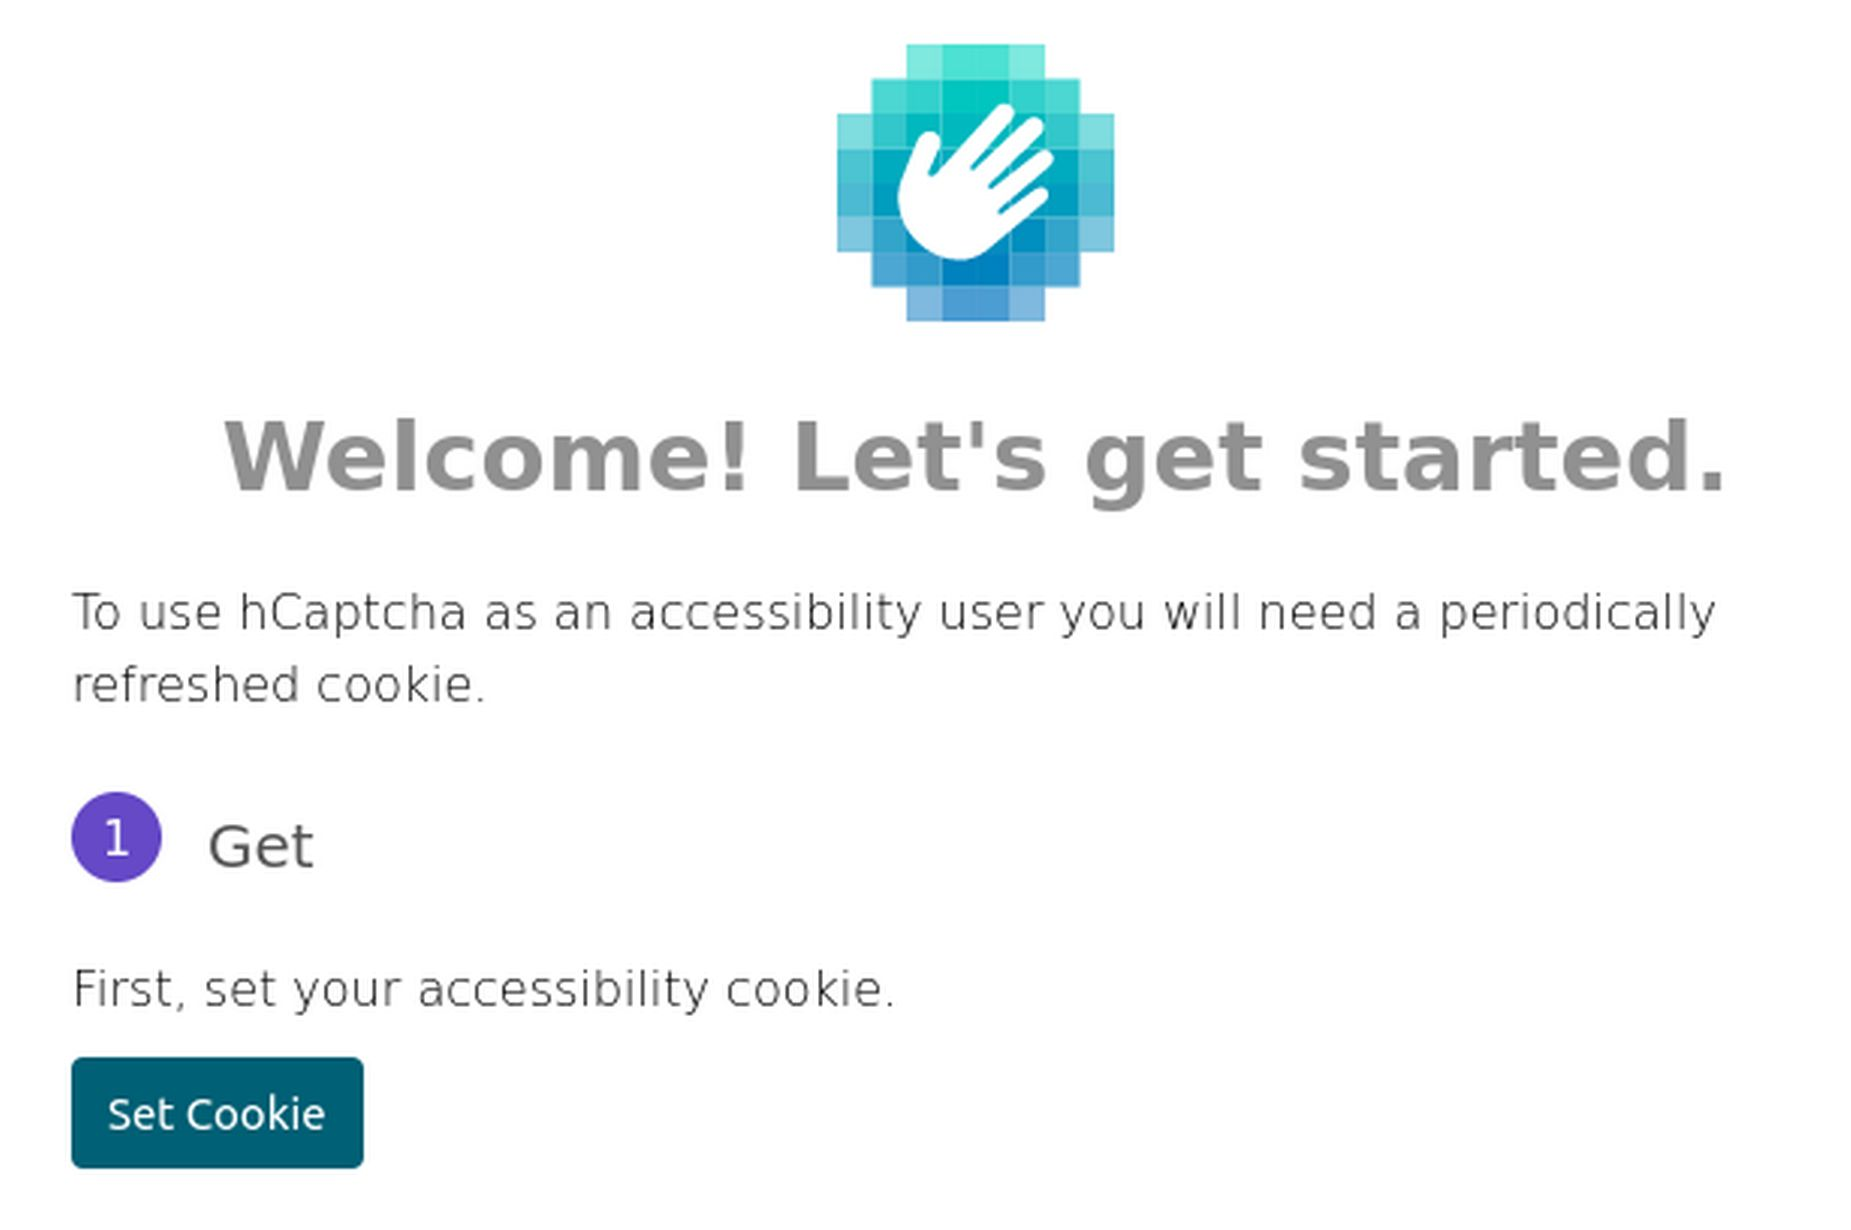 Welcome! Let's get started.
To use hCaptcha as an accessibility user you will need a periodically
refreshed cookie.
1 Get
First, set your accessibility cookie.
Set Cookie